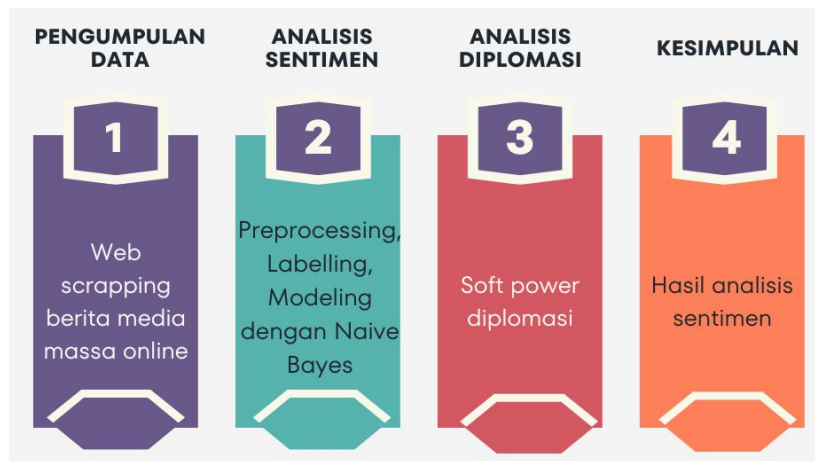 PENGUMPULAN
DATA
1
Web
scrapping
berita media
massa online
ANALISIS
SENTIMEN
2
Preprocessing,
Labelling,
Modeling
dengan Naive
Bayes
ANALISIS
DIPLOMASI
3
Soft power
diplomasi
KESIMPULAN
4
Hasil analisis
sentimen